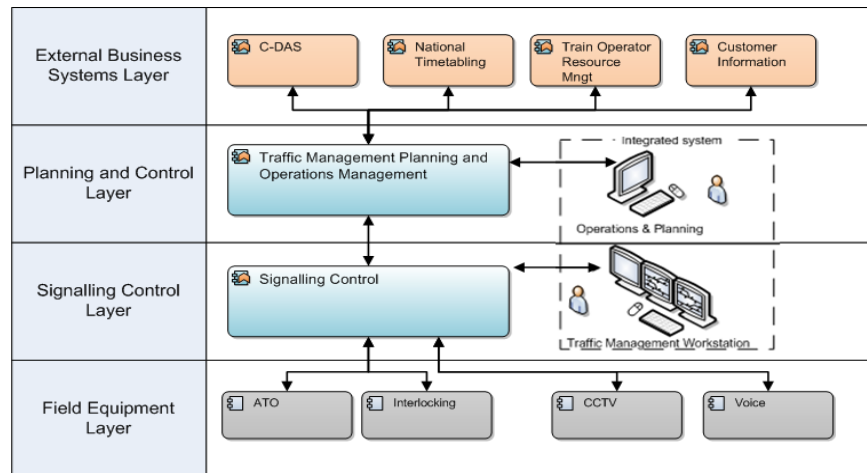 External Business
Systems Layer
C-DAS
National
Timetabling
Train Operator
Resource
Mngt
Customer
Information
Planning and Control
Layer
Traffic Management Planning and
Operations Management
Integrated system
Operations & Planning
Signalling Control
Layer
Signalling Control
Traffic Management Workstation
Field Equipment
Layer
ATO
Interlocking
CCTV
Voice